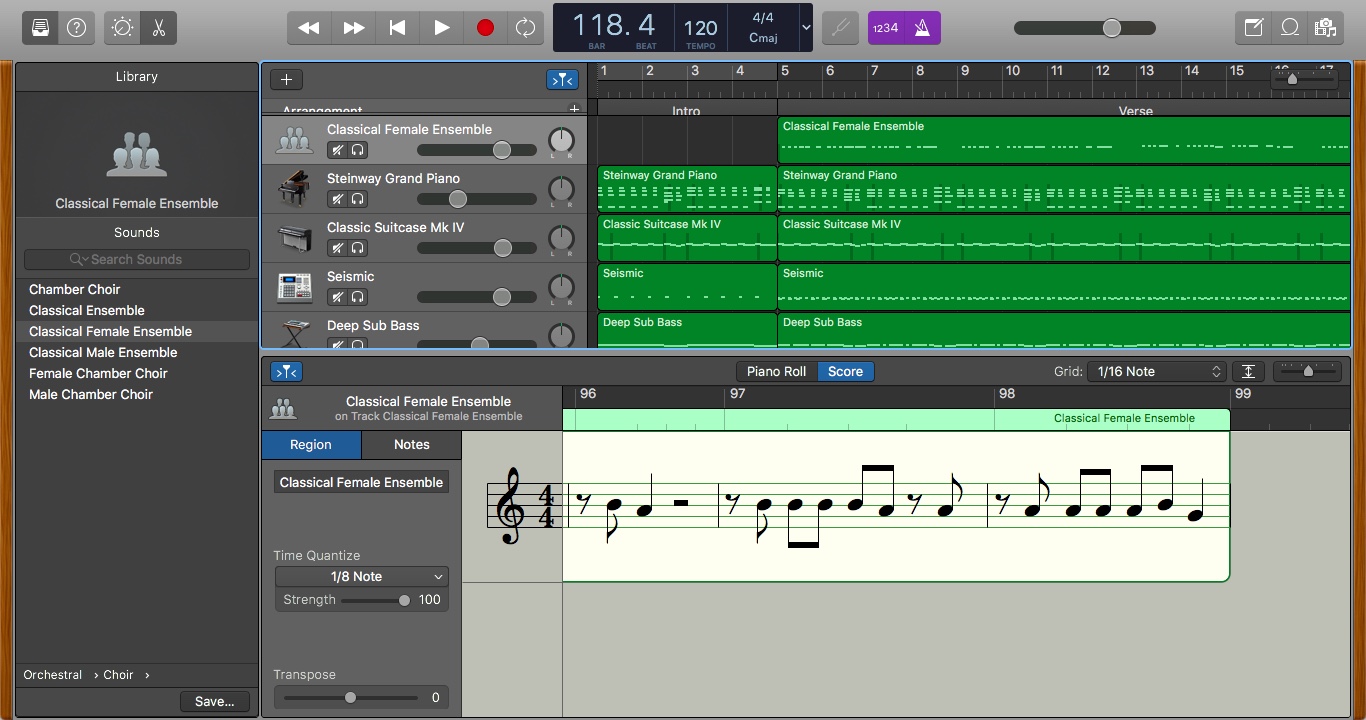 118. 4
BAR BEAT
120
TEMPO
4/4
Cmaj
1234
Library
Classical Female Ensemble
Sounds
Search Sounds
Chamber Choir
Classical Ensemble
Classical Female Ensemble
Classical Male Ensemble
Female Chamber Choir
Male Chamber Choir
Orchestral > Choir >
Save...
1 2 3 4 5 6 7 8 9 10 11 12 13 14 15 16 17
Arrangement
Intro Verse
Classical Female Ensemble
L R
Steinway Grand Piano
L R
Classic Suitcase Mk IV
L R
Seismic
L R
Deep Sub Bass
Classical Female Ensemble
Steinway Grand Piano Steinway Grand Piano
Classic Suitcase Mk IV Classic Suitcase Mk IV
Seismic Seismic
Deep Sub Bass Deep Sub Bass
Piano Roll Score
Grid: 1/16 Note
Classical Female Ensemble
on Track Classical Female Ensemble
96 97 98 99
Classical Female Ensemble
Region Notes
Classical Female Ensemble
Time Quantize
1/8 Note
Strength 100
Transpose
0
4
4